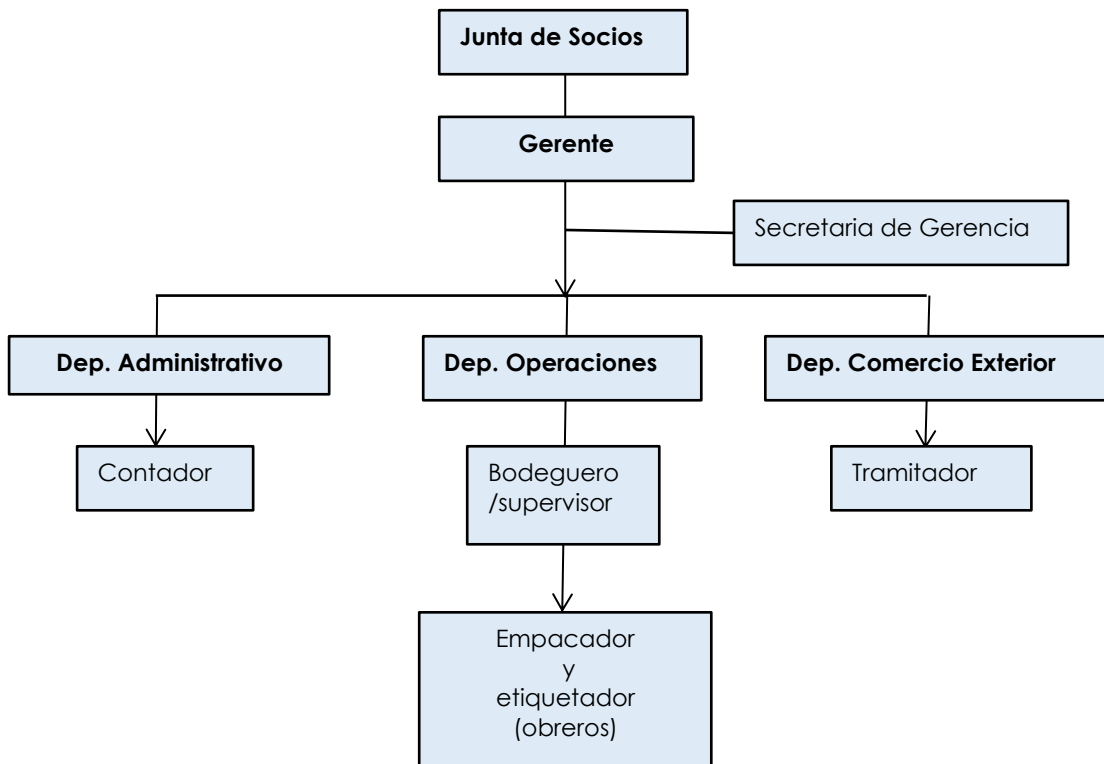 Junta de Socios
Gerente
Secretaria de Gerencia
Dep. Administrativo
Dep. Operaciones
Dep. Comercio Exterior
Contador
Bodeguero
/supervisor
Tramitador
Empacador
y
etiquetador
(obreros)